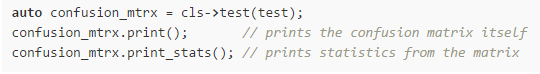 auto confusion_mtrx = cls->test(test);
confusion_mtrx.print();       // prints the confusion matrix itself
confusion_mtrx.print_stats(); // prints statistics from the matrix